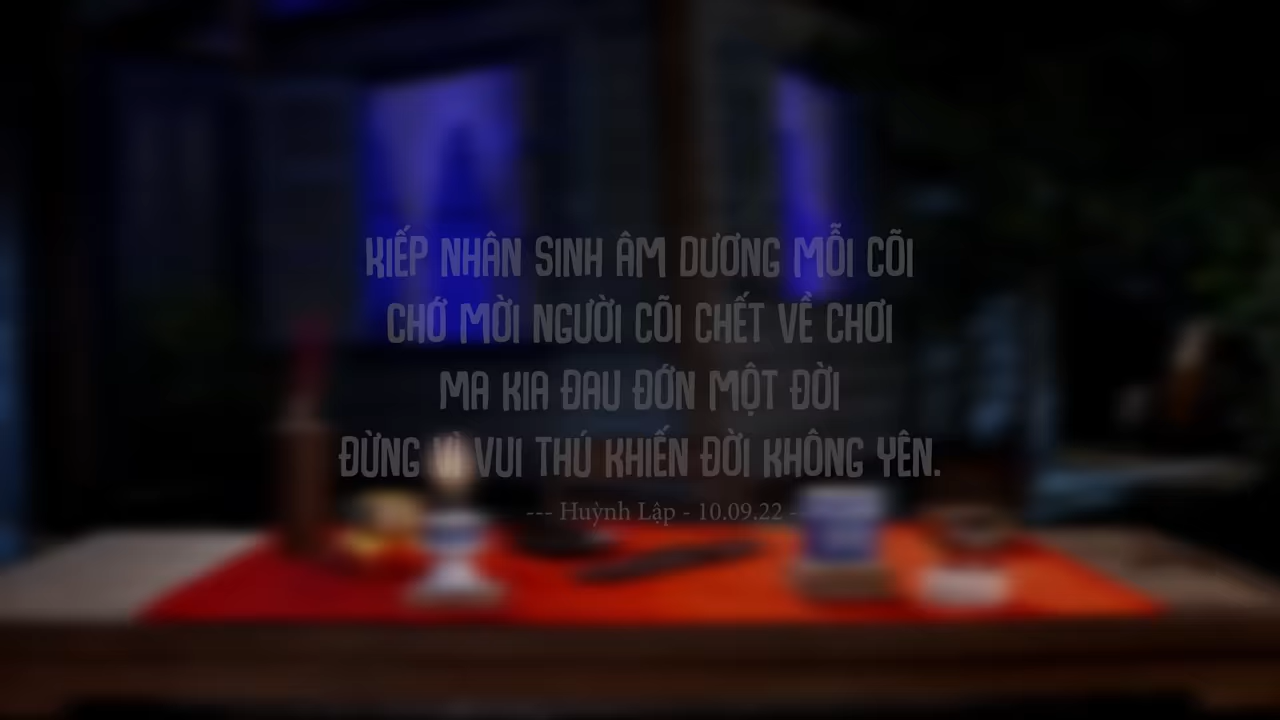 KIẾP NHÂN SINH ÂM DƯƠNG MỖI CÕI
CHỚ MỜI NGƯỜI CÕI CHẾT VỀ CHƠI
MA KIA ĐAU ĐỚN MỘT ĐỜI
ĐỪNG VÌ VUI THÚ KHIẾN ĐỜI KHÔNG YÊN.
--- Huỳnh Lập - 10.09.22 --